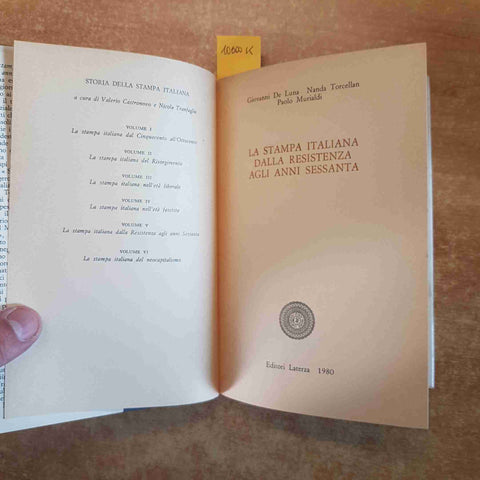 10000 K
STORIA DELLA STAMPA ITALIANA
a cura di Valerio Castronovo e Nicola Tranfaglia
VOLUME I
La stampa italiana dal Cinquecento all'Ottocento
VOLUME II
La stampa italiana del Risorgimento
VOLUME III
La stampa italiana nell'età liberale
VOLUME IV
La stampa italiana nell'età fascista
VOLUME V
La stampa italiana dalla Resistenza agli anni Sessanta
VOLUME VI
La stampa italiana del neocapitalismo
Giovanni De Luna Nanda Torcellan
Paolo Murialdi
LA STAMPA ITALIANA
DALLA RESISTENZA
AGLI ANNI SESSANTA
Editori Laterza 1980